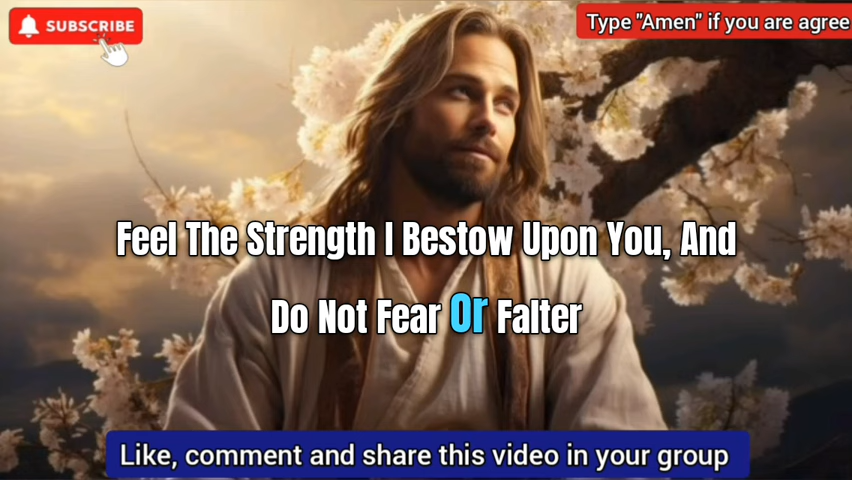 SUBSCRIBE
Type "Amen" if you are agree
Feel The Strength I Bestow Upon You, And
Do Not Fear Or Falter
Like, comment and share this video in your group